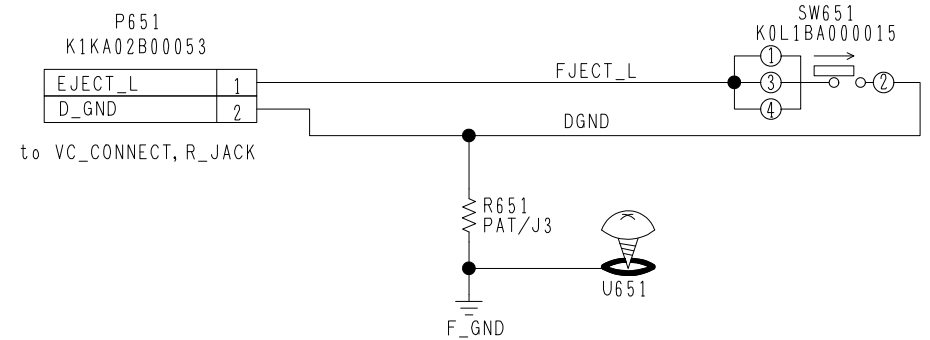 P651
K1KA02B00053
EJECT_L 1
D_GND 2
to VC_CONNECT, R_JACK
FJECT_L
DGND
SW651
K0L1BA000015
1
3
4
2
R651
PAT/J3
U651
F_GND